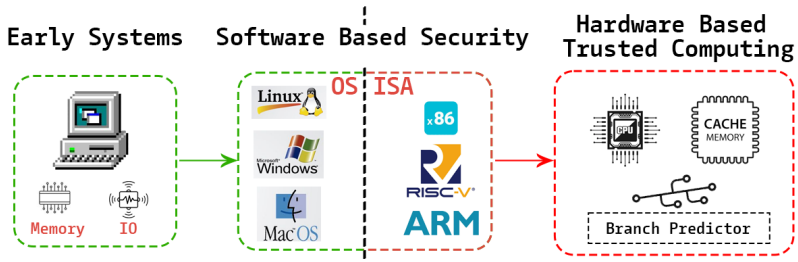 Early Systems
Software Based Security
Hardware Based
Trusted Computing
Memory
IO
OS
ISA
Linux
Microsoft
Windows
Mac OS
x86
RISC-V®
ARM
CPU
CACHE
MEMORY
Branch Predictor